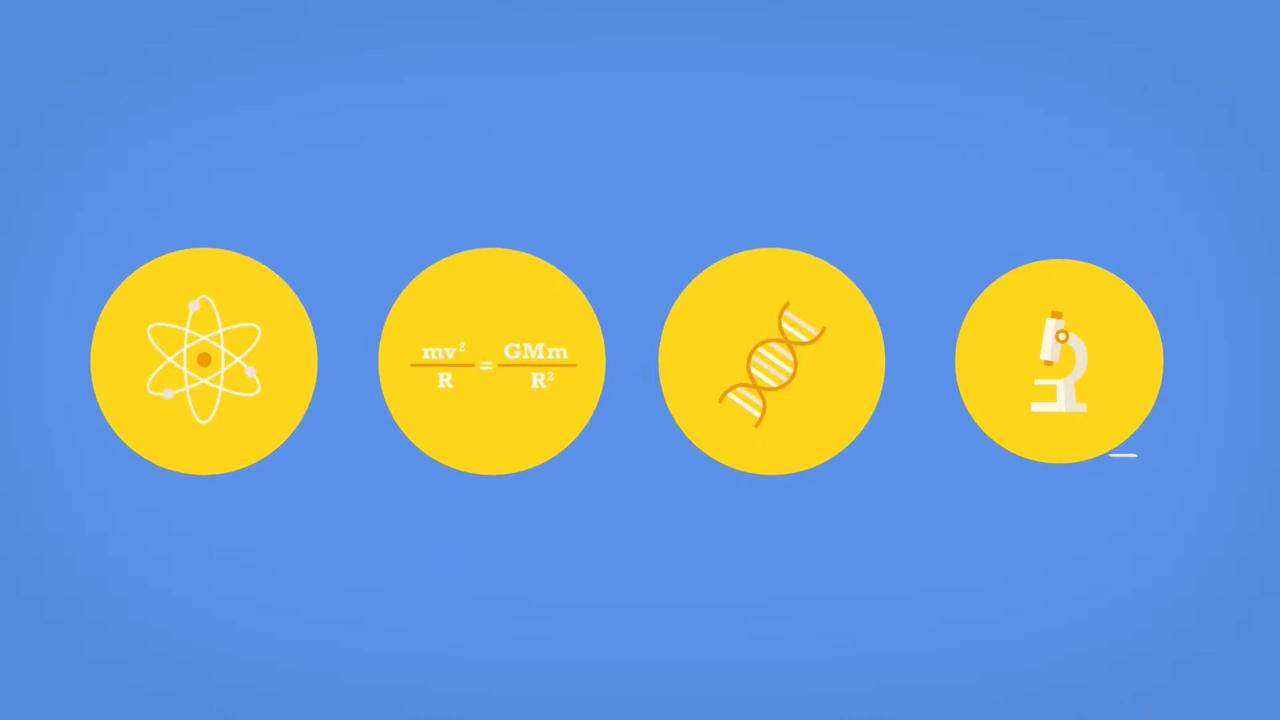 mv² / R = GMm / R²